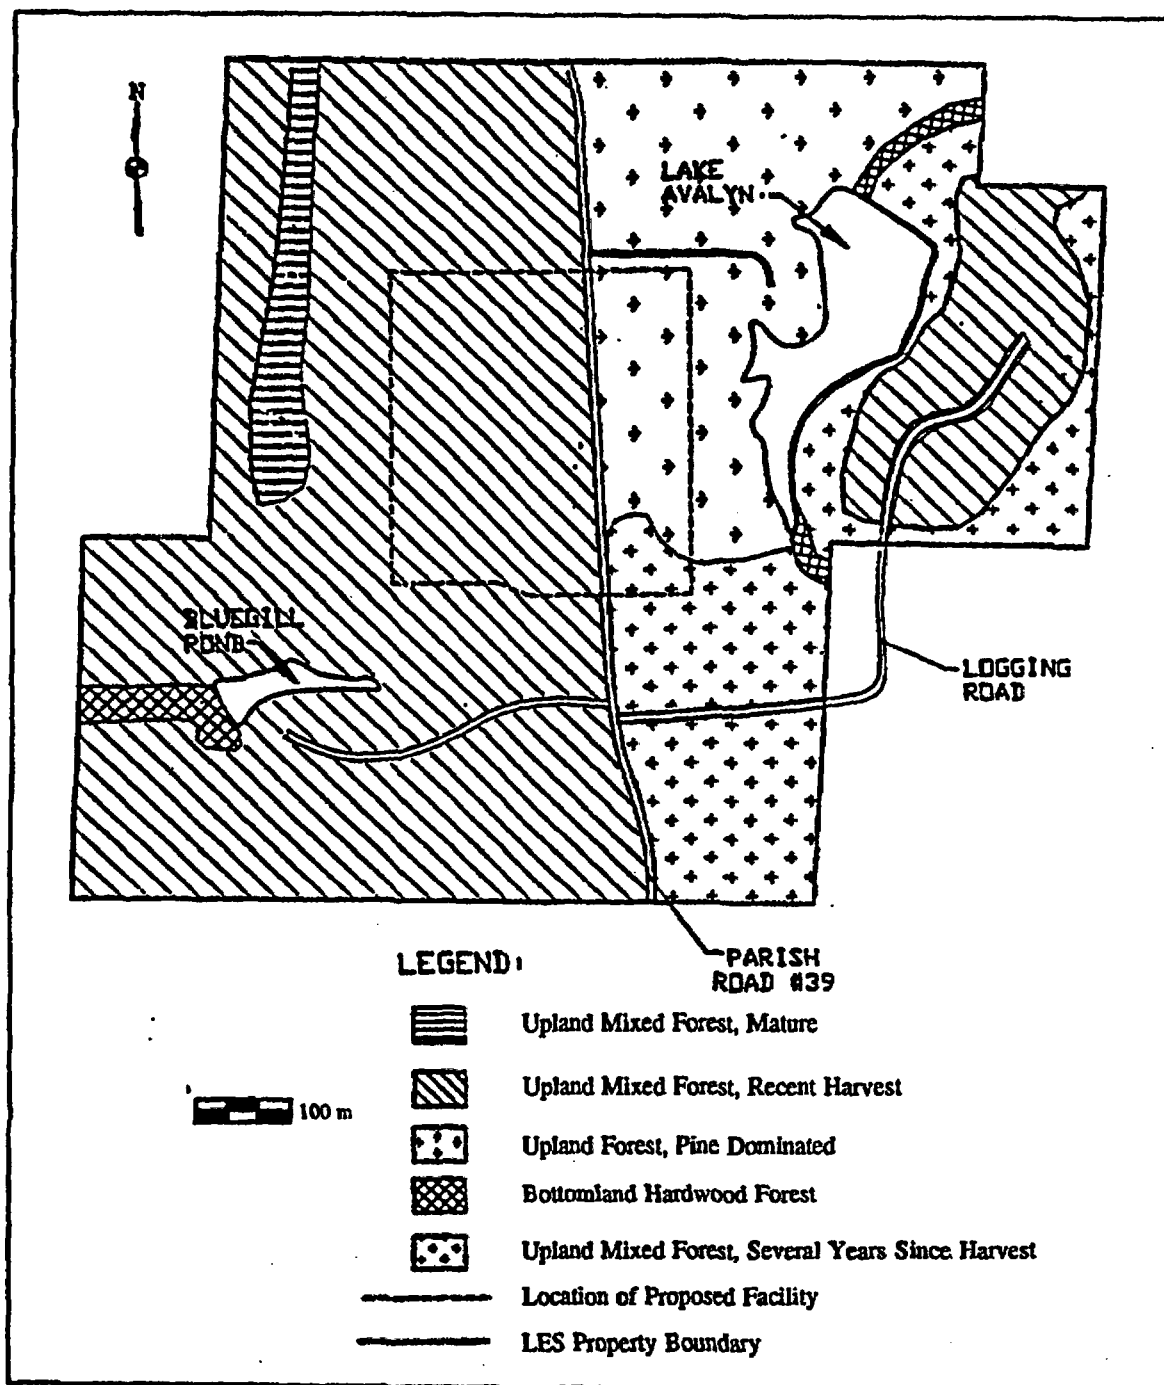 N
LAKE
AVALYN
BLUEGILL
POND
LOGGING
ROAD
PARISH
ROAD #39
LEGEND:
Upland Mixed Forest, Mature
100 m
Upland Mixed Forest, Recent Harvest
Upland Forest, Pine Dominated
Bottomland Hardwood Forest
Upland Mixed Forest, Several Years Since Harvest
Location of Proposed Facility
LES Property Boundary